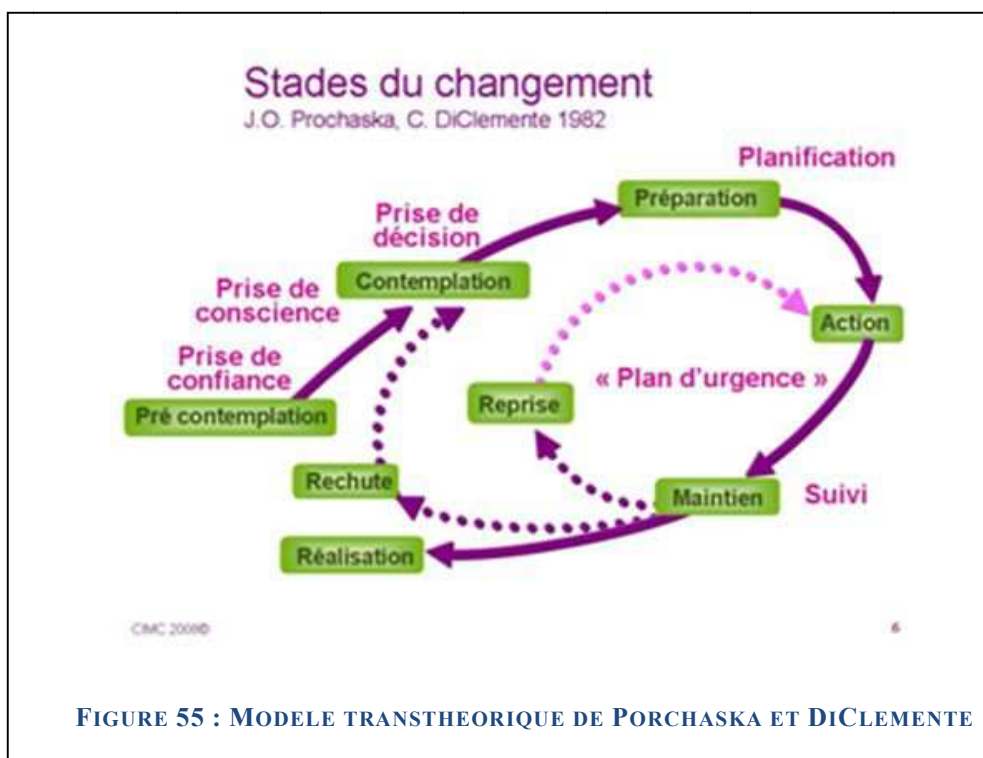 Stades du changement
J.O. Prochaska, C. DiClemente 1982
Planification
Préparation
Prise de
décision
Contemplation
Prise de
conscience
Action
Prise de
confiance
« Plan d'urgence »
Pré contemplation
Reprise
Rechute
Maintien
Suivi
Réalisation
CIMC 2008©
6
FIGURE 55 : MODELE TRANSTHEORIQUE DE PORCHASKA ET DICLEMENTE